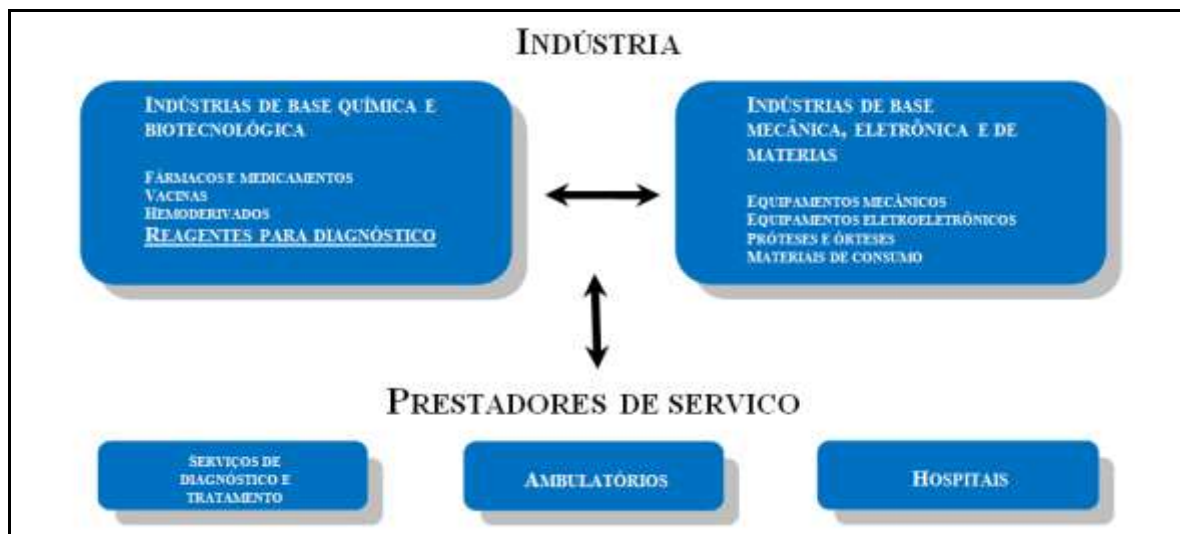 INDÚSTRIA
INDÚSTRIAS DE BASE QUÍMICA E
BIOTECNOLÓGICA
FÁRMACOS E MEDICAMENTOS
VACINAS
HEMODERIVADOS
REAGENTES PARA DIAGNÓSTICO
INDÚSTRIAS DE BASE
MECÂNICA, ELETRÔNICA E DE
MATERIAS
EQUIPAMENTOS MECÂNICOS
EQUIPAMENTOS ELETROELETRÔNICOS
PRÓTESES E ÓRTESES
MATERIAIS DE CONSUMO
PRESTADORES DE SERVICO
SERVIÇOS DE
DIAGNÓSTICO E
TRATAMENTO
AMBULATÓRIOS
HOSPITAIS